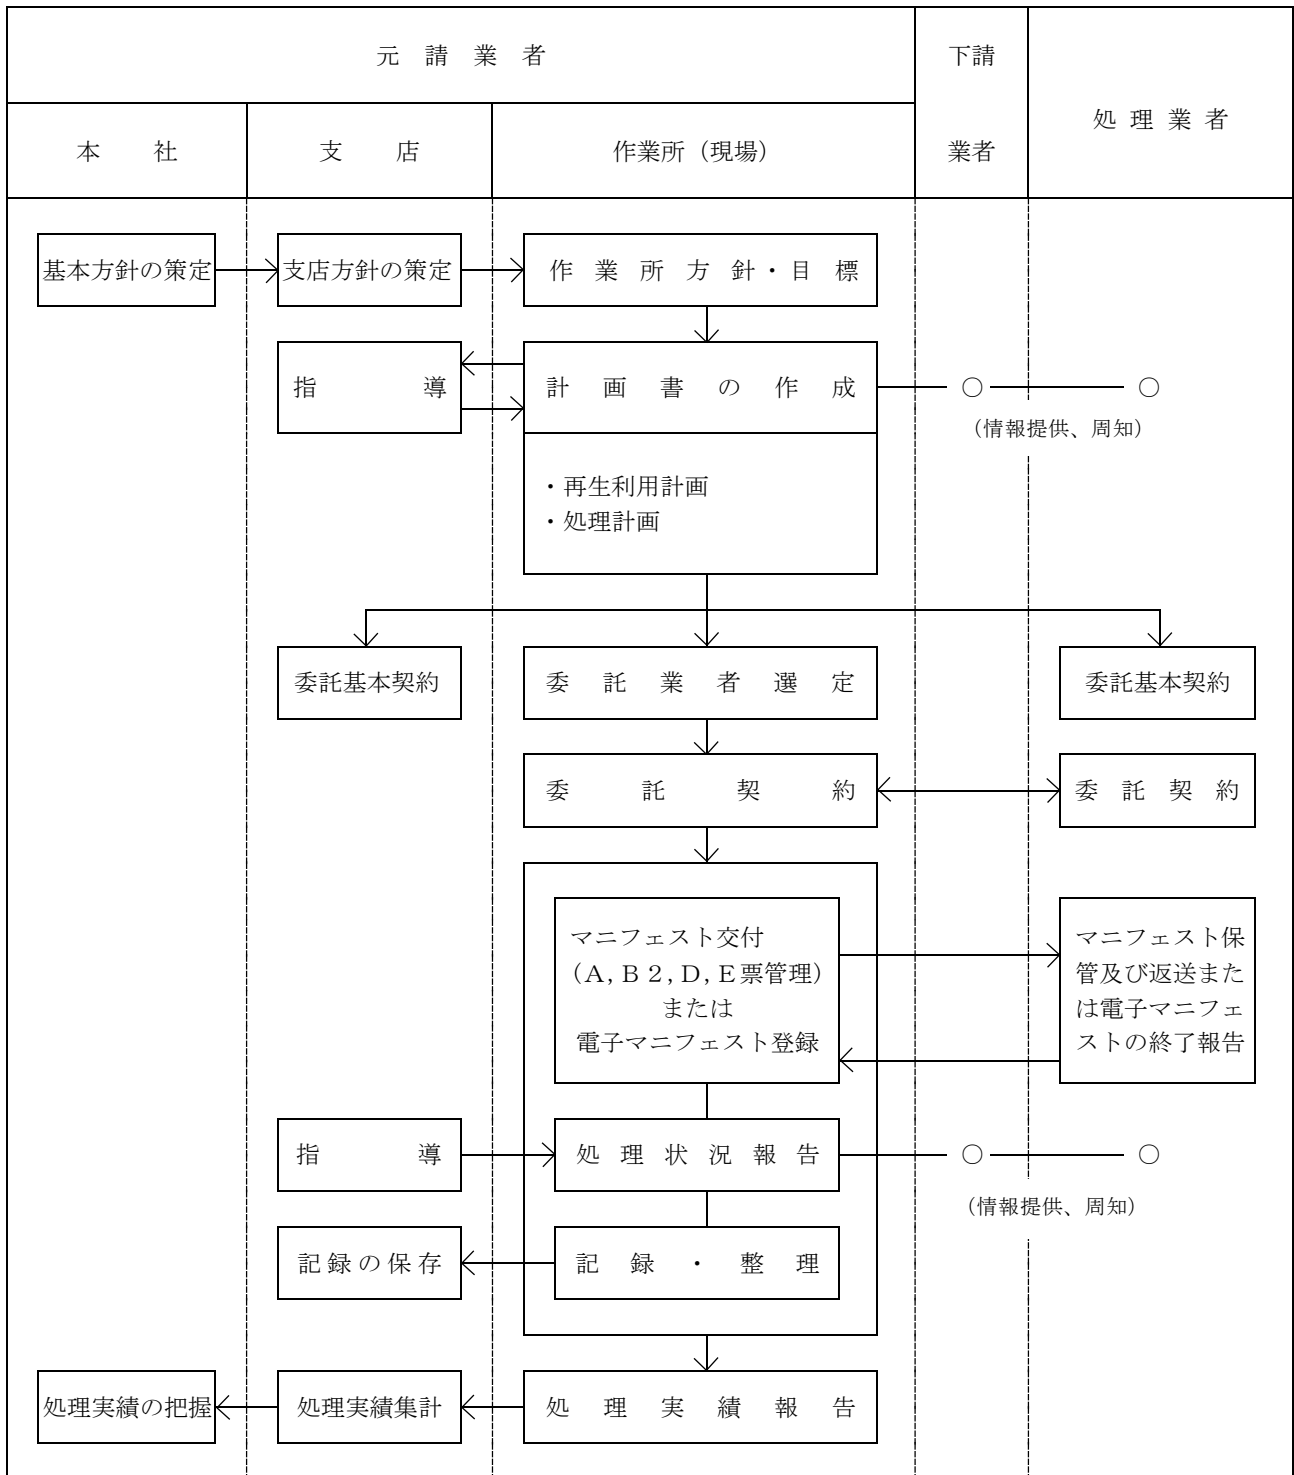 元請業者
下請
業者
処理業者
本社
支店
作業所（現場）
基本方針の策定
支店方針の策定
作業所方針・目標
指導
計画書の作成
○
○
（情報提供、周知）
・再生利用計画
・処理計画
委託基本契約
委託業者選定
委託基本契約
委託契約
委託契約
マニフェスト交付
（A，B２，D，E票管理）
または
電子マニフェスト登録
マニフェスト保
管及び返送また
は電子マニフェ
ストの終了報告
指導
処理状況報告
○
○
（情報提供、周知）
記録の保存
記録・整理
処理実績の把握
処理実績集計
処理実績報告